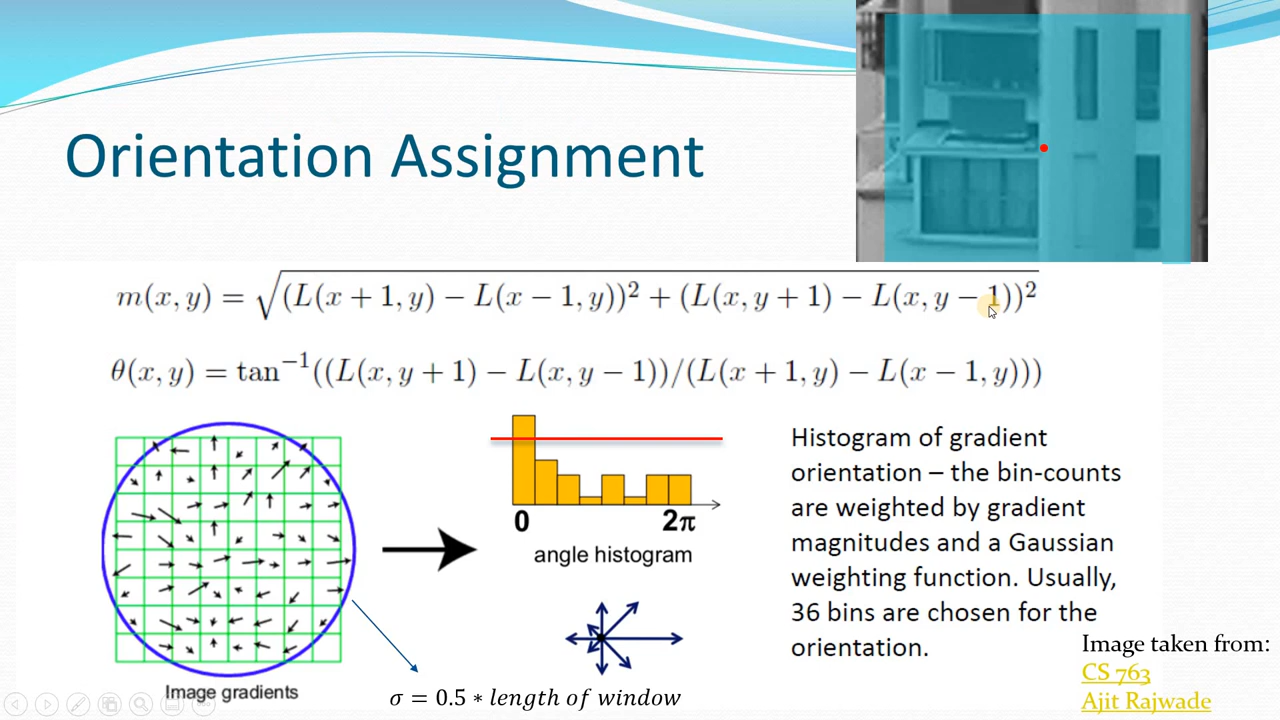 Orientation Assignment
m(x, y) = √(L(x + 1, y) − L(x − 1, y))² + (L(x, y + 1) − L(x, y − 1))²
θ(x, y) = tan⁻¹((L(x, y + 1) − L(x, y − 1))/(L(x + 1, y) − L(x − 1, y)))
0 2π
angle histogram
Image gradients
σ = 0.5 ∗ length of window
Histogram of gradient
orientation – the bin-counts
are weighted by gradient
magnitudes and a Gaussian
weighting function. Usually,
36 bins are chosen for the
orientation.
Image taken from:
CS 763
Ajit Rajwade